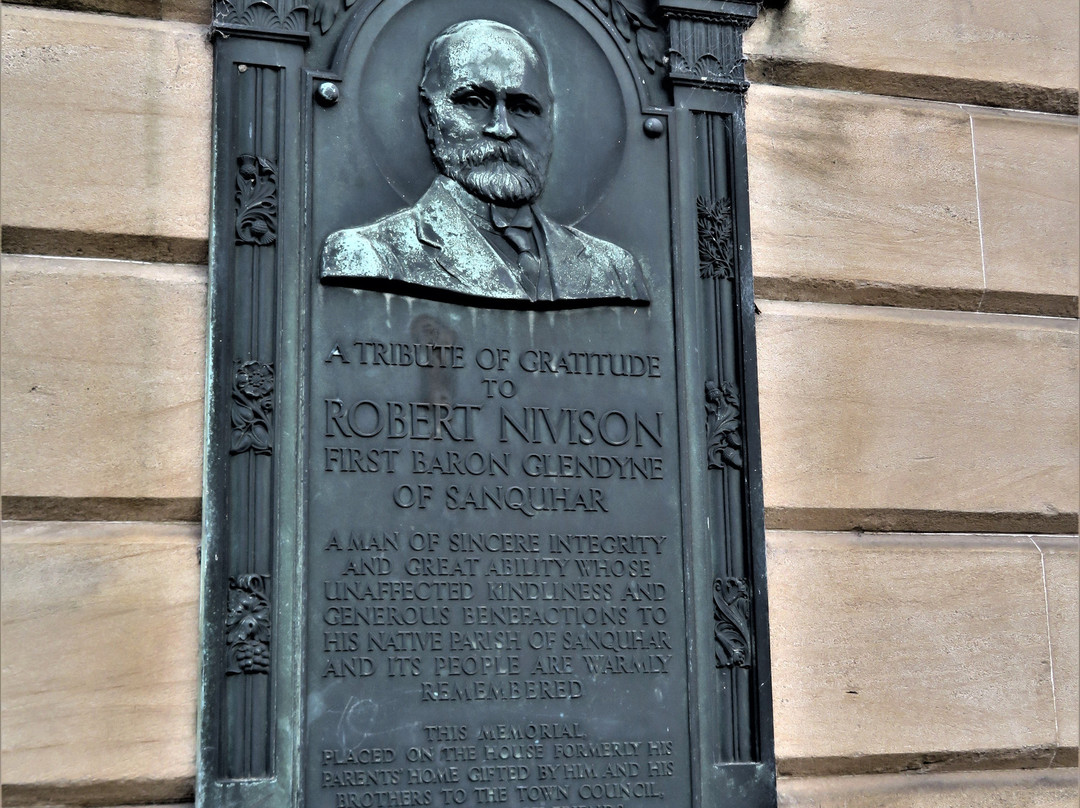 A TRIBUTE OF GRATITUDE
TO
ROBERT NIVISON
FIRST BARON GLENDYNE
OF SANQUHAR
A MAN OF SINCERE INTEGRITY
AND GREAT ABILITY WHOSE
UNAFFECTED KINDLINESS AND
GENEROUS BENEFACTIONS TO
HIS NATIVE PARISH OF SANQUHAR
AND ITS PEOPLE ARE WARMLY
REMEMBERED
THIS MEMORIAL,
PLACED ON THE HOUSE FORMERLY HIS
PARENTS' HOME GIFTED BY HIM AND HIS
BROTHERS TO THE TOWN COUNCIL,